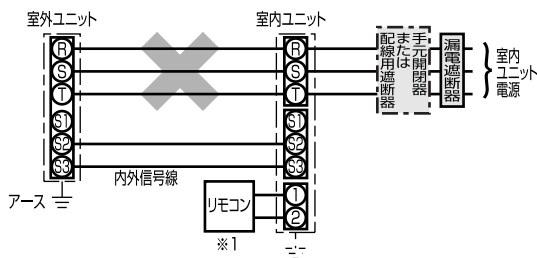 室外ユニット
室内ユニット
R
S
T
S1
S2
S3
R
S
T
S1
S2
S3
1
2
手元開閉器
または
配線用遮断器
漏電遮断器
室内
ユニット
電源
内外信号線
アース
リモコン
※1